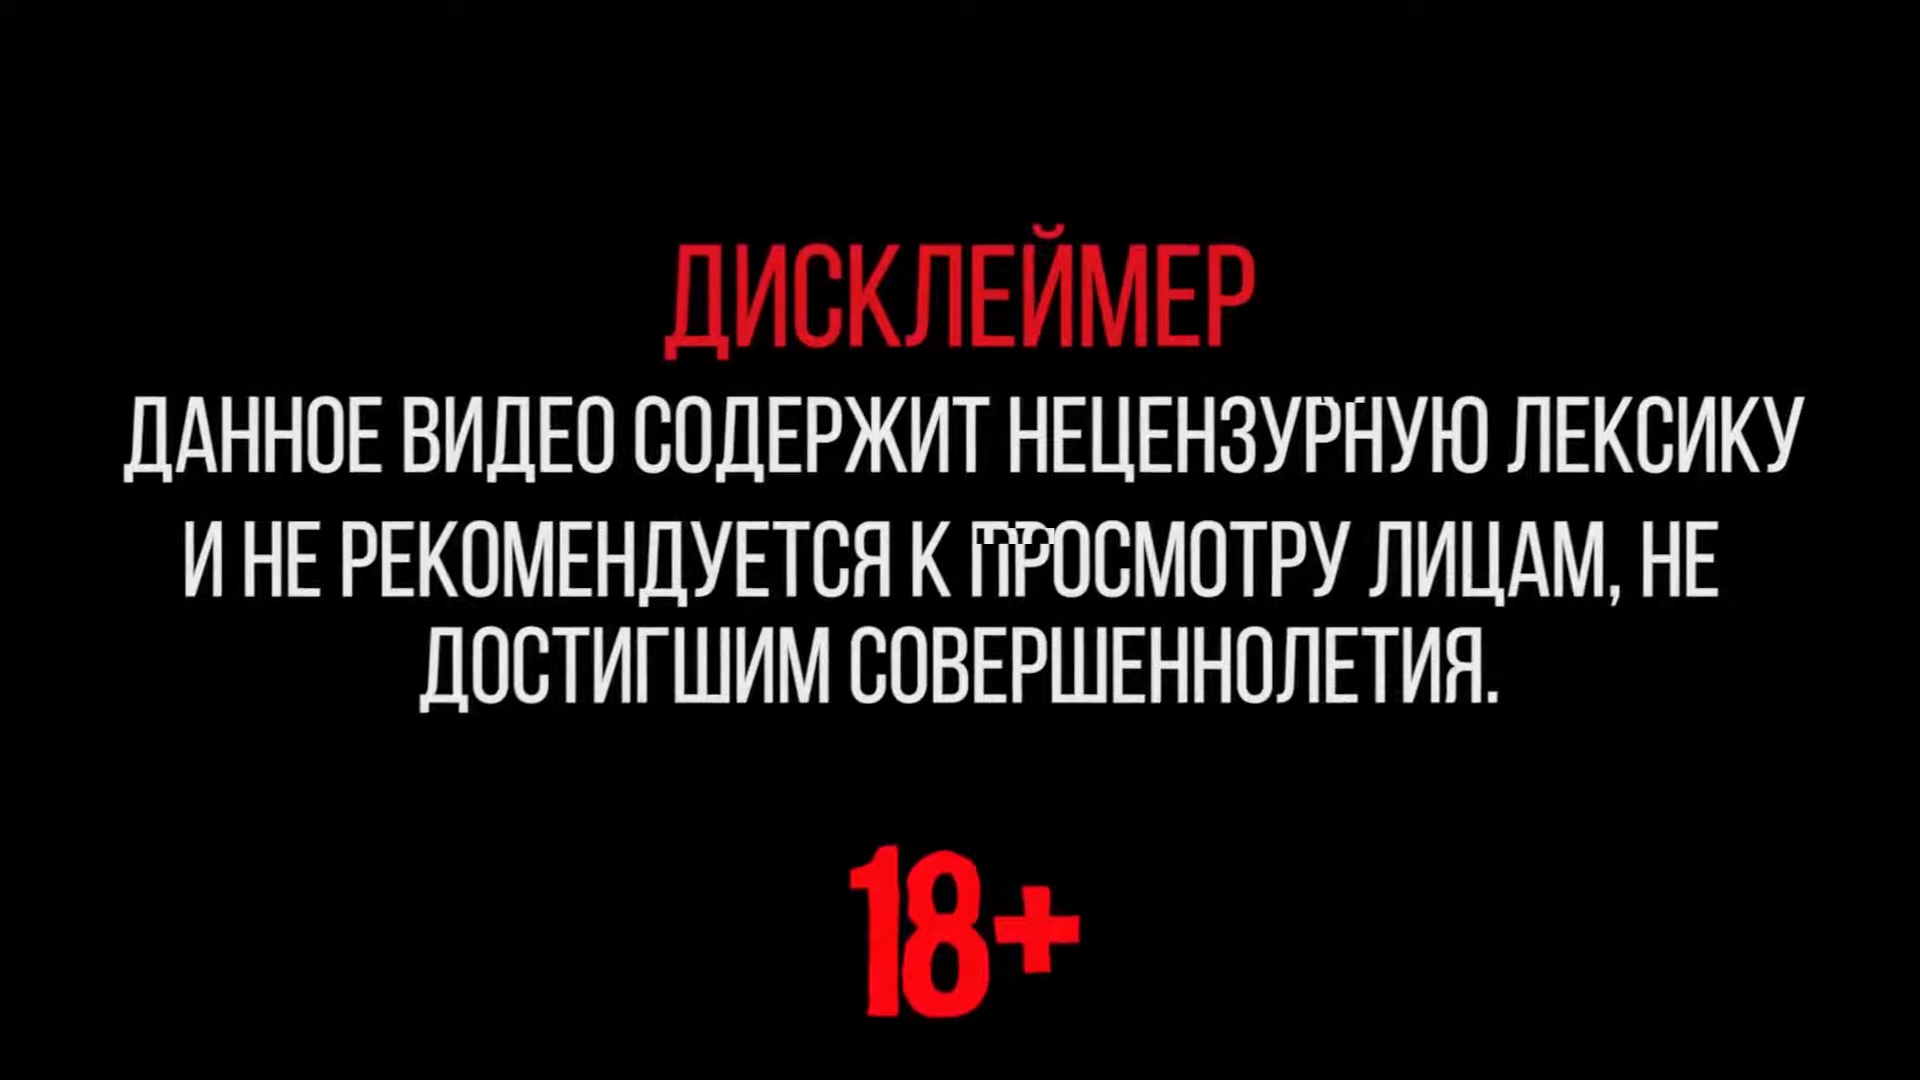 ДИСКЛЕЙМЕР
ДАННОЕ ВИДЕО СОДЕРЖИТ НЕЦЕНЗУРНУЮ ЛЕКСИКУ
И НЕ РЕКОМЕНДУЕТСЯ К ПРОСМОТРУ ЛИЦАМ, НЕ
ДОСТИГШИМ СОВЕРШЕННОЛЕТИЯ.
18+